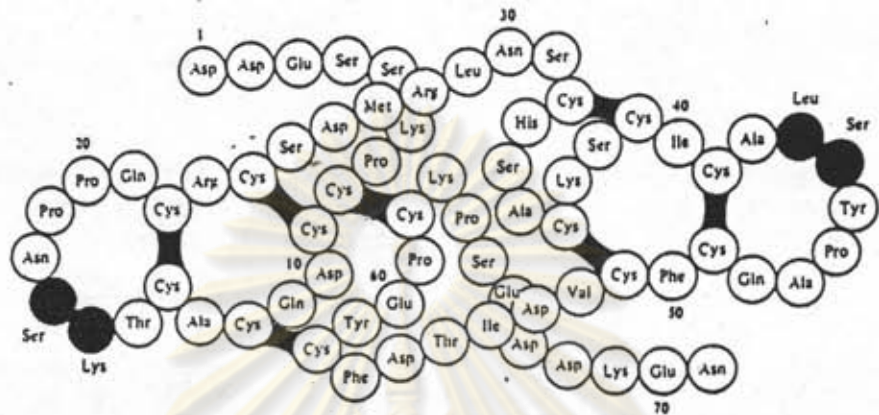 1
Asp Asp Glu Ser Ser Lys Pro Cys Cys
10
Asp Gln Cys Ala Cys Thr Lys Ser Asn Pro
20
Pro Gln Cys Arg Cys Ser Asp Met Arg Leu
30
Asn Ser Cys His Ser Ala Cys Lys Ser Cys
40
Ile Cys Ala Leu Ser Tyr Pro Ala Gln Cys
50
Phe Cys Val Asp Ile Thr Asp Phe Cys Tyr
60
Glu Pro Cys Lys Pro Ser Glu Asp Asp Lys
70
Glu Asn